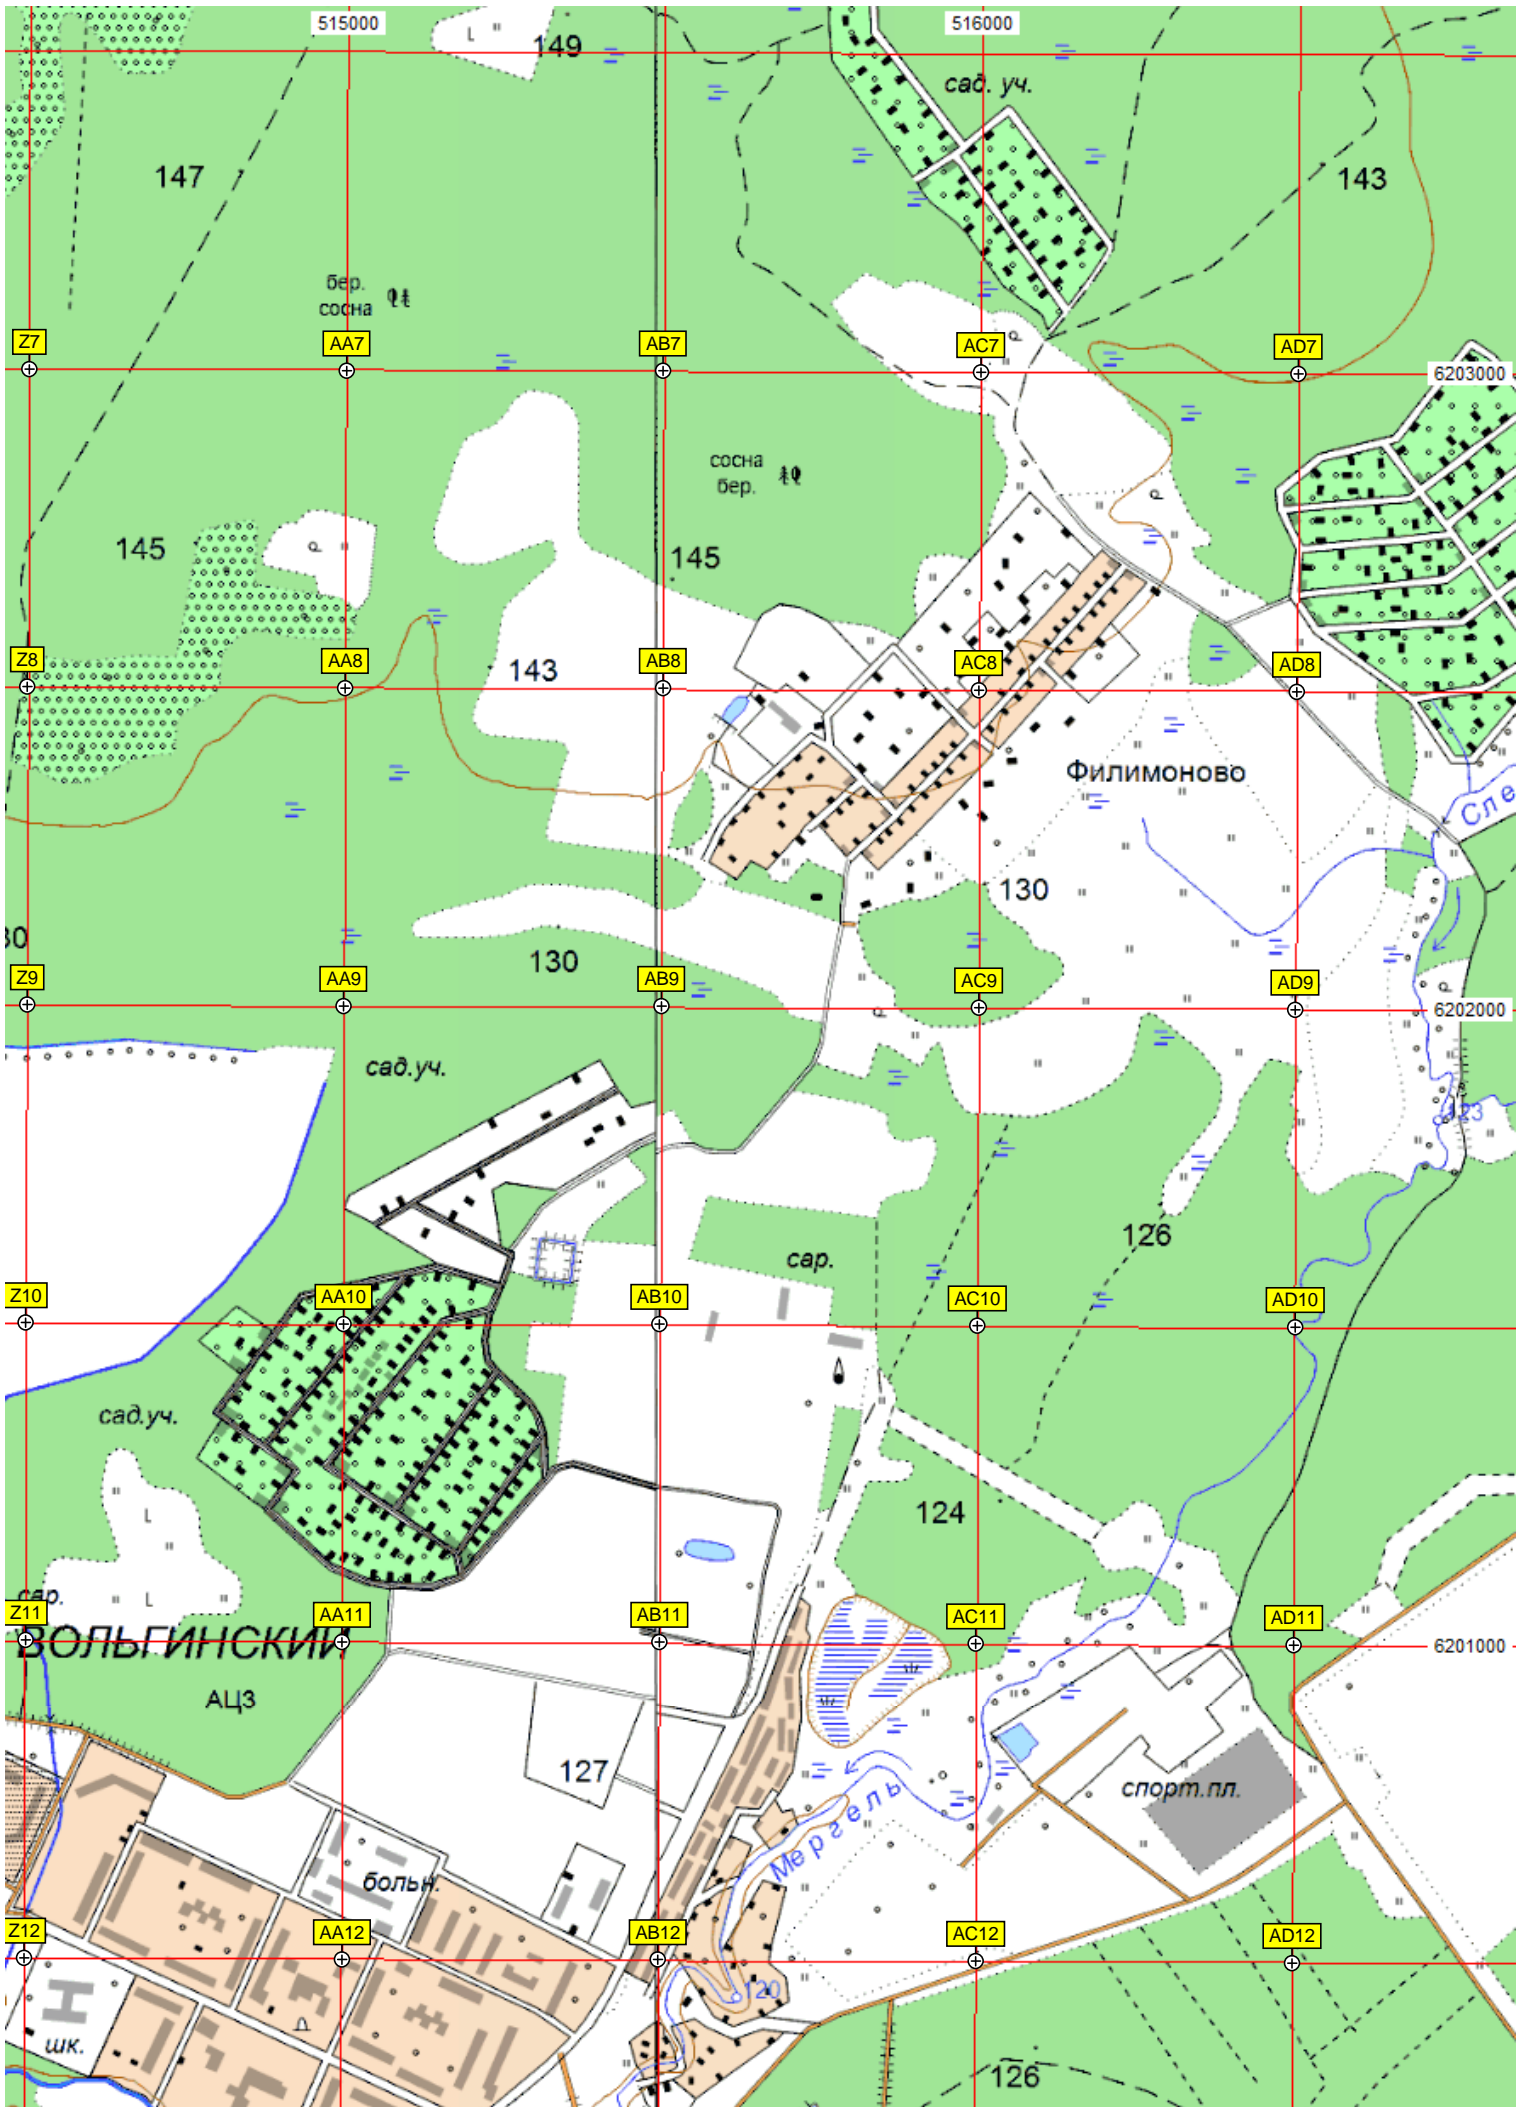 515000
516000
149
L
сад. уч.
147
143
бер.
сосна
Z7
AA7
AB7
AC7
AD7
6203000
сосна
бер.
145
145
Z8
AA8
143
AB8
AC8
AD8
Филимоново
Сле
130
30
130
Z9
AA9
AB9
AC9
AD9
6202000
сад.уч.
123
126
сар.
Z10
AA10
AB10
AC10
AD10
сад.уч.
L
124
L
сар.
Z11
AA11
AB11
AC11
AD11
ВОЛЬГИНСКИЙ
6201000
АЦЗ
127
спорт.пл.
Мергель
больн.
Z12
AA12
AB12
AC12
AD12
120
шк.
126